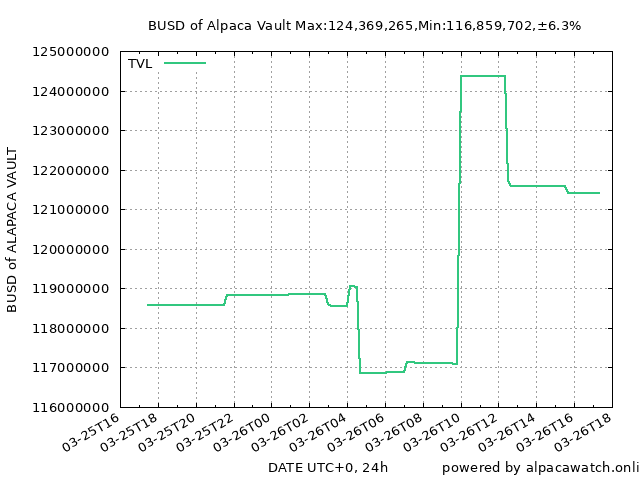 BUSD of Alpaca Vault Max:124,369,265,Min:116,859,702,±6.3%
TVL
125000000
124000000
123000000
122000000
121000000
120000000
119000000
118000000
117000000
116000000
BUSD of ALAPACA VAULT
03-25T16
03-25T18
03-25T20
03-25T22
03-26T00
03-26T02
03-26T04
03-26T06
03-26T08
03-26T10
03-26T12
03-26T14
03-26T16
03-26T18
DATE UTC+0, 24h
powered by alpacawatch.onli